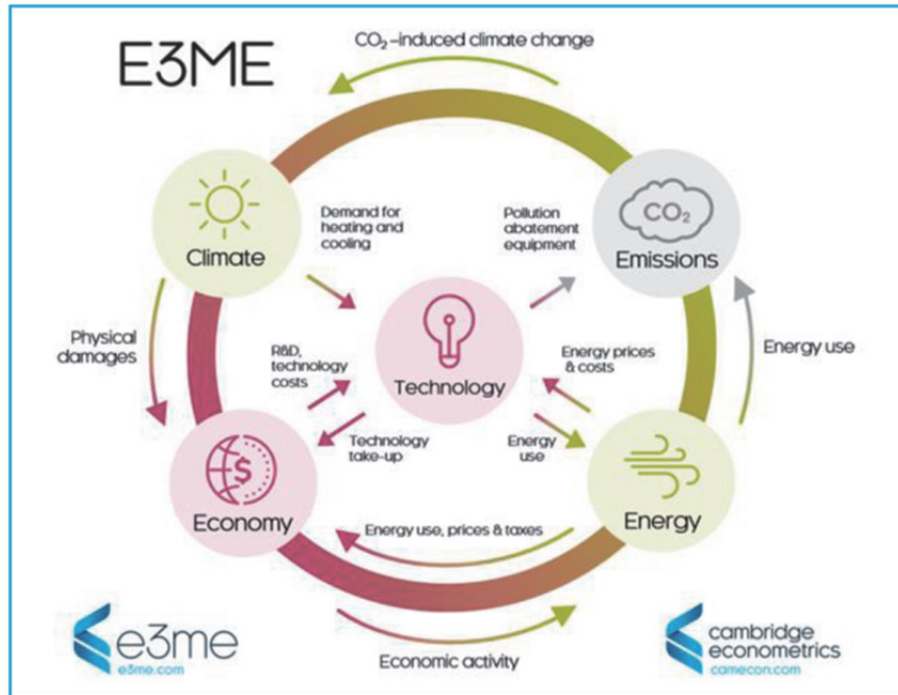 E3ME
CO₂-induced climate change
Climate
Demand for
heating and
cooling
Pollution
abatement
equipment
CO₂
Emissions
Physical
damages
R&D,
technology
costs
Technology
Energy prices
& costs
Energy use
Technology
take-up
Energy
use
Economy
$
Energy
Energy use, prices & taxes
Economic activity
e3me
e3me.com
cambridge
econometrics
camecon.com